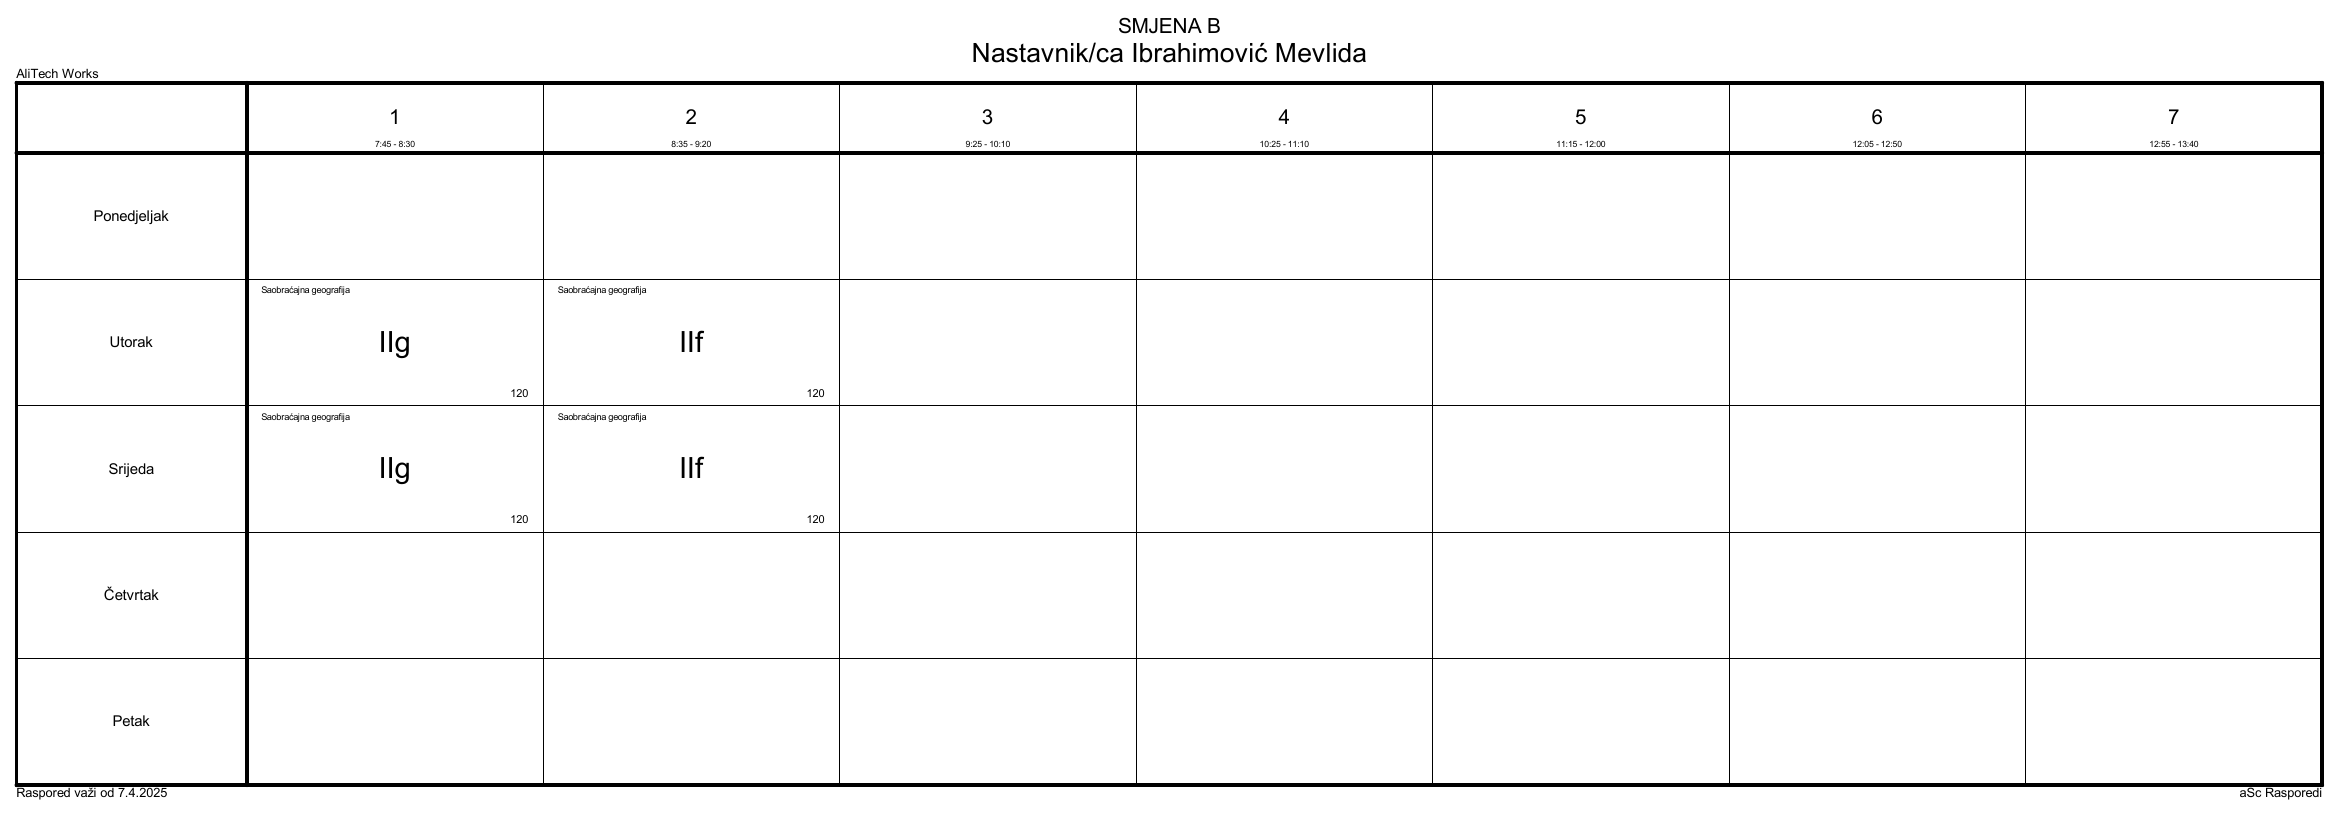 SMJENA B
Nastavnik/ca Ibrahimović Mevlida
AliTech Works
1 2 3 4 5 6 7
7:45 - 8:30 8:35 - 9:20 9:25 - 10:10 10:25 - 11:10 11:15 - 12:00 12:05 - 12:50 12:55 - 13:40
Ponedjeljak
Saobraćajna geografija Saobraćajna geografija
Utorak IIg IIf
120 120
Saobraćajna geografija Saobraćajna geografija
Srijeda IIg IIf
120 120
Četvrtak
Petak
Raspored važi od 7.4.2025 aSc Rasporedi